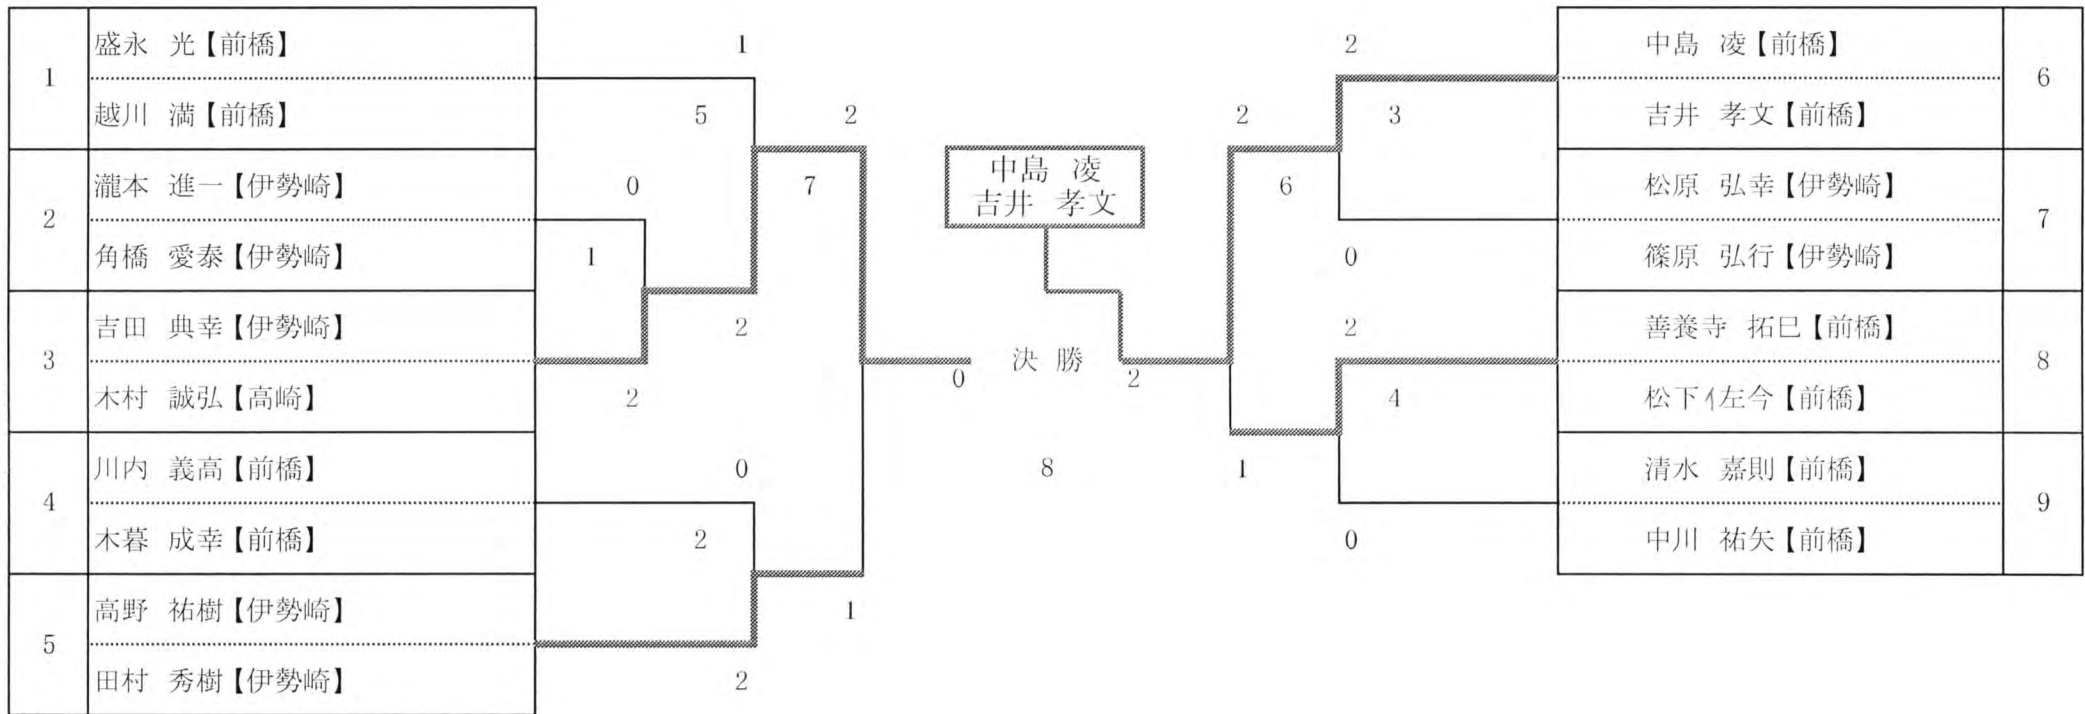 1
盛永 光【前橋】
越川 満【前橋】
2
瀧本 進一【伊勢崎】
角橋 愛泰【伊勢崎】
3
吉田 典幸【伊勢崎】
木村 誠弘【高崎】
4
川内 義高【前橋】
木暮 成幸【前橋】
5
高野 祐樹【伊勢崎】
田村 秀樹【伊勢崎】
1
5
2
0
7
1
2
2
0
2
1
2
中島 凌
吉井 孝文
決 勝
0
2
8
2
2
3
6
0
2
4
1
0
中島 凌【前橋】
吉井 孝文【前橋】
6
松原 弘幸【伊勢崎】
篠原 弘行【伊勢崎】
7
善養寺 拓巳【前橋】
松下 左今【前橋】
8
清水 嘉則【前橋】
中川 祐矢【前橋】
9